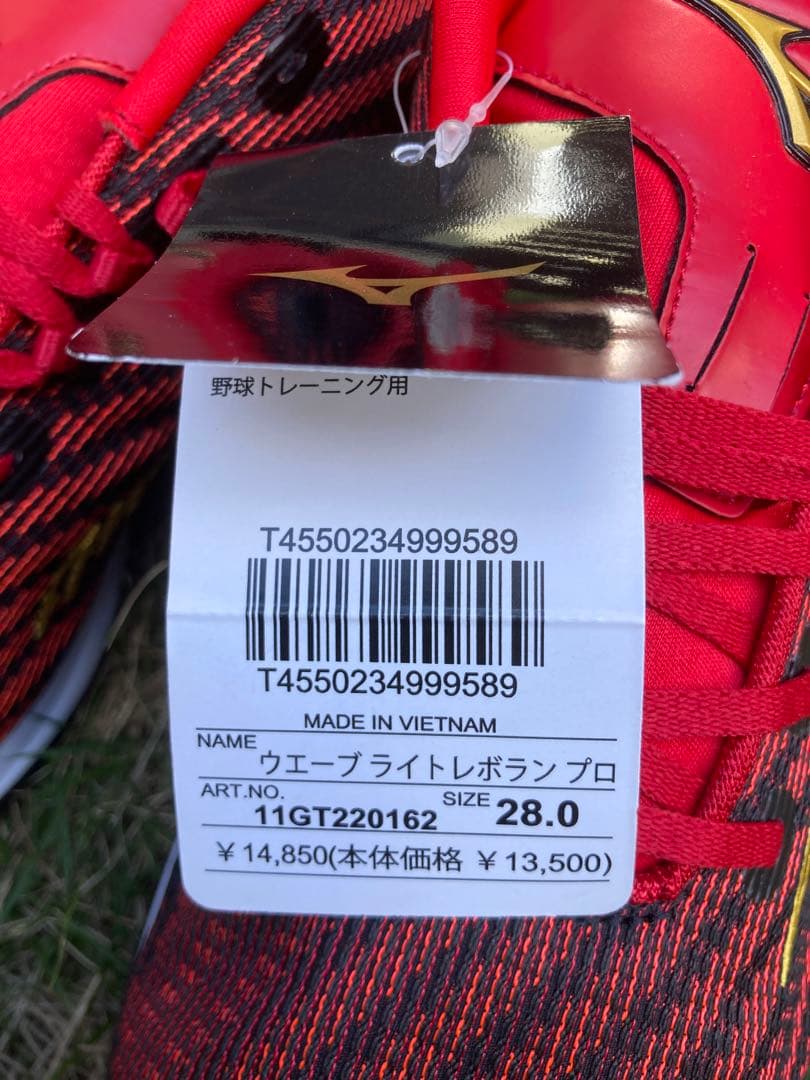 野球トレーニング用
T4550234999589
T4550234999589
MADE IN VIETNAM
NAME ウエーブ ライトレボラン プロ
ART.NO. 11GT220162 SIZE 28.0
￥14,850(本体価格 ￥13,500)